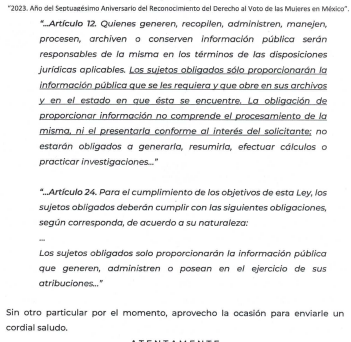 "2023. Año del Septuagésimo Aniversario del Reconocimiento del Derecho al Voto de las Mujeres en México".
"...Artículo 12. Quienes generen, recopilen, administren, manejen,
procesen, archiven o conserven información pública serán
responsables de la misma en los términos de las disposiciones
jurídicas aplicables. Los sujetos obligados sólo proporcionarán la
información pública que se les requiera y que obre en sus archivos
y en el estado en que ésta se encuentre. La obligación de
proporcionar información no comprende el procesamiento de la
misma, ni el presentarla conforme al interés del solicitante; no
estarán obligados a generarla, resumirla, efectuar cálculos o
practicar investigaciones..."
"...Artículo 24. Para el cumplimiento de los objetivos de esta Ley, los
sujetos obligados deberán cumplir con las siguientes obligaciones,
según corresponda, de acuerdo a su naturaleza:
...
Los sujetos obligados solo proporcionarán la información pública
que generen, administren o posean en el ejercicio de sus
atribuciones..."
Sin otro particular por el momento, aprovecho la ocasión para enviarle un
cordial saludo.
ATENTAMENTE